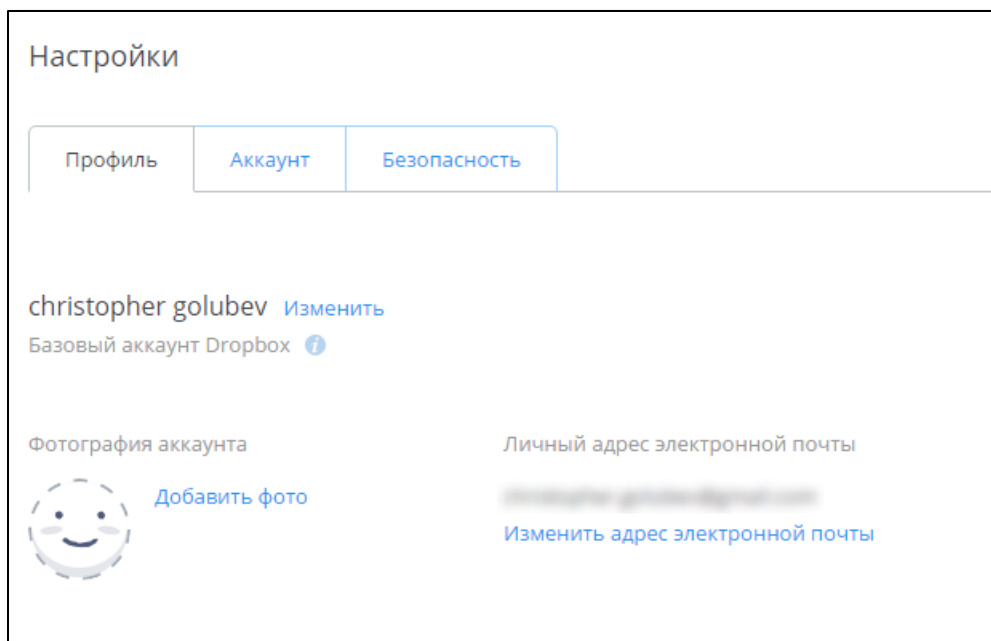 Настройки
Профиль Аккаунт Безопасность
christopher golubev Изменить
Базовый аккаунт Dropbox i
Фотография аккаунта
Добавить фото
Личный адрес электронной почты
Изменить адрес электронной почты